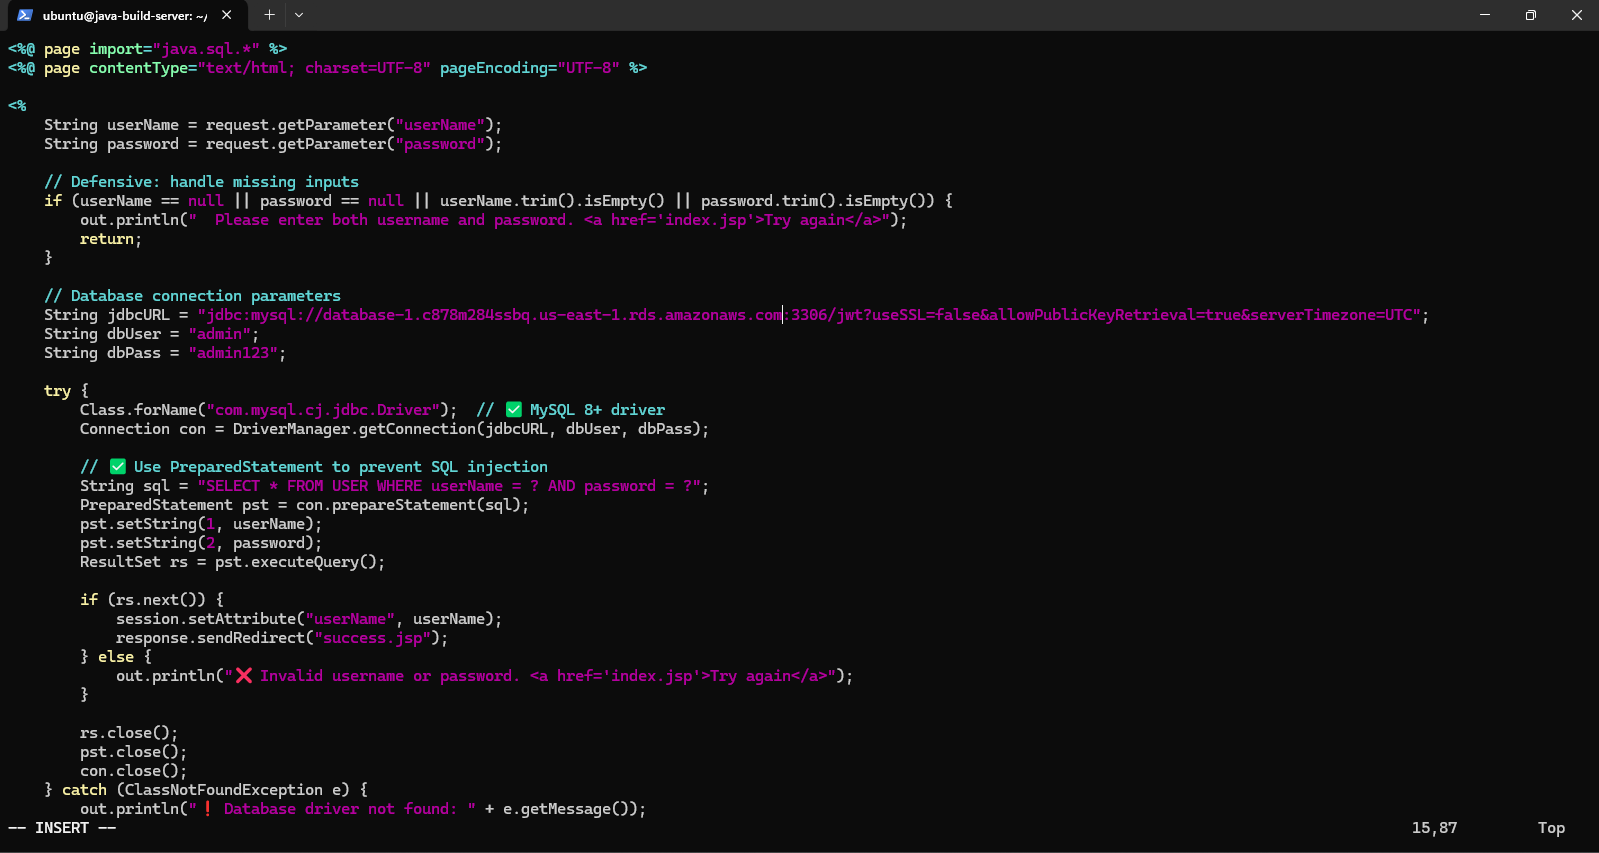 ubuntu@java-build-server: ~/
<%@ page import="java.sql.*" %>
<%@ page contentType="text/html; charset=UTF-8" pageEncoding="UTF-8" %>
<%
    String userName = request.getParameter("userName");
    String password = request.getParameter("password");
    // Defensive: handle missing inputs
    if (userName == null || password == null || userName.trim().isEmpty() || password.trim().isEmpty()) {
        out.println("  Please enter both username and password. <a href='index.jsp'>Try again</a>");
        return;
    }
    // Database connection parameters
    String jdbcURL = "jdbc:mysql://database-1.c878m284ssbq.us-east-1.rds.amazonaws.com:3306/jwt?useSSL=false&allowPublicKeyRetrieval=true&serverTimezone=UTC";
    String dbUser = "admin";
    String dbPass = "admin123";
    try {
        Class.forName("com.mysql.cj.jdbc.Driver");  // ✅ MySQL 8+ driver
        Connection con = DriverManager.getConnection(jdbcURL, dbUser, dbPass);
        // ✅ Use PreparedStatement to prevent SQL injection
        String sql = "SELECT * FROM USER WHERE userName = ? AND password = ?";
        PreparedStatement pst = con.prepareStatement(sql);
        pst.setString(1, userName);
        pst.setString(2, password);
        ResultSet rs = pst.executeQuery();
        if (rs.next()) {
            session.setAttribute("userName", userName);
            response.sendRedirect("success.jsp");
        } else {
            out.println("❌ Invalid username or password. <a href='index.jsp'>Try again</a>");
        }
        rs.close();
        pst.close();
        con.close();
    } catch (ClassNotFoundException e) {
        out.println("❗ Database driver not found: " + e.getMessage());
-- INSERT -- 15,87 Top